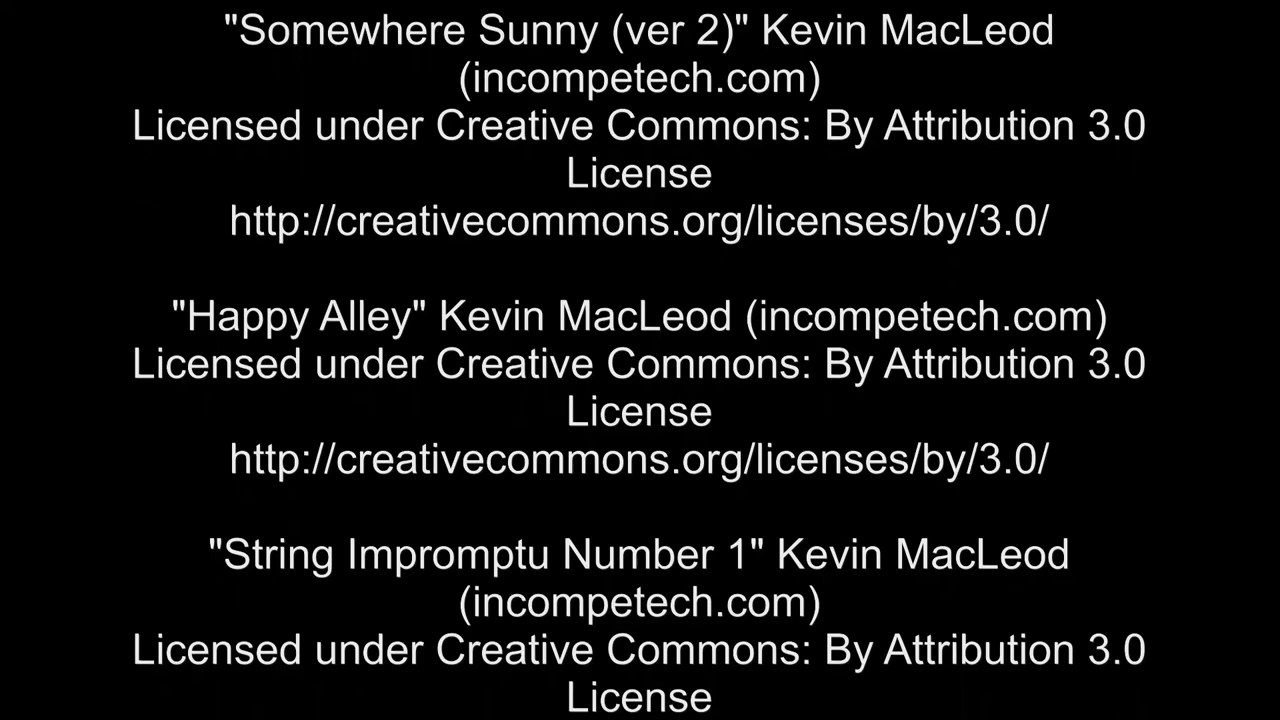 "Somewhere Sunny (ver 2)" Kevin MacLeod
(incompetech.com)
Licensed under Creative Commons: By Attribution 3.0
License
http://creativecommons.org/licenses/by/3.0/
"Happy Alley" Kevin MacLeod (incompetech.com)
Licensed under Creative Commons: By Attribution 3.0
License
http://creativecommons.org/licenses/by/3.0/
"String Impromptu Number 1" Kevin MacLeod
(incompetech.com)
Licensed under Creative Commons: By Attribution 3.0
License